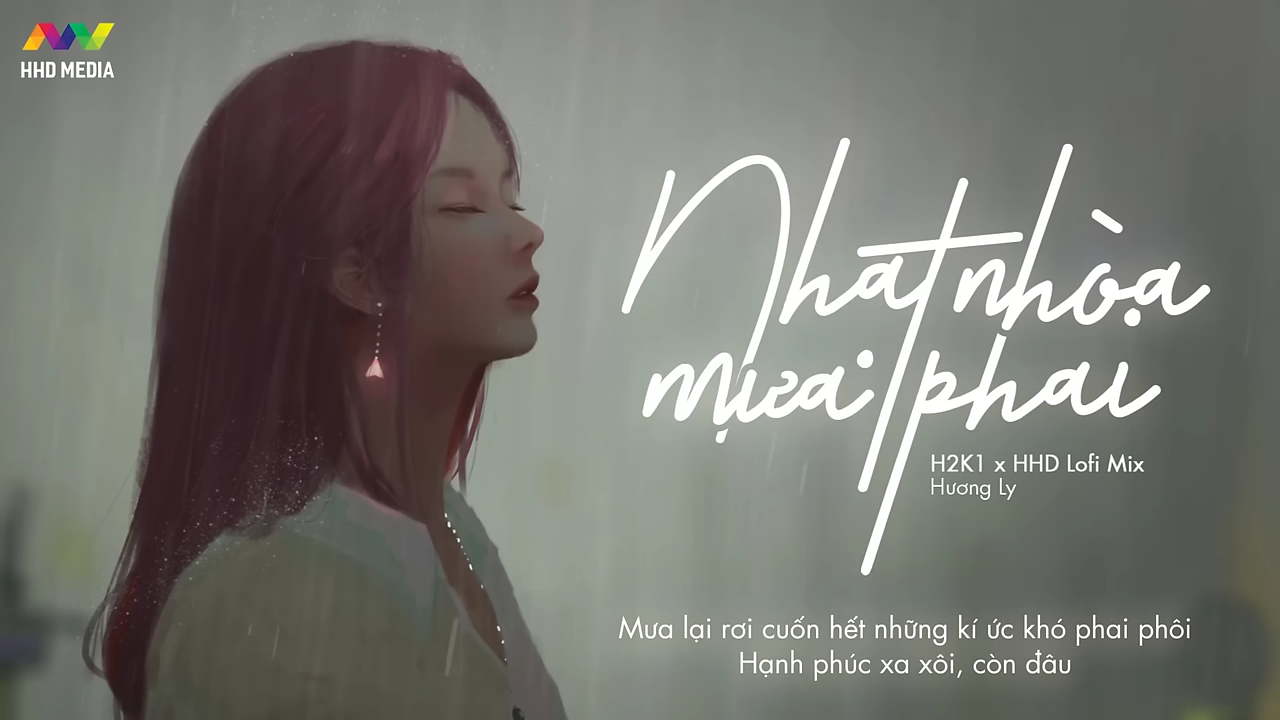 HHD MEDIA
Nhạt nhòa
mưa phai
H2K1 x HHD Lofi Mix
Hương Ly
Mưa lại rơi cuốn hết những kí ức khó phai phôi
Hạnh phúc xa xôi, còn đâu